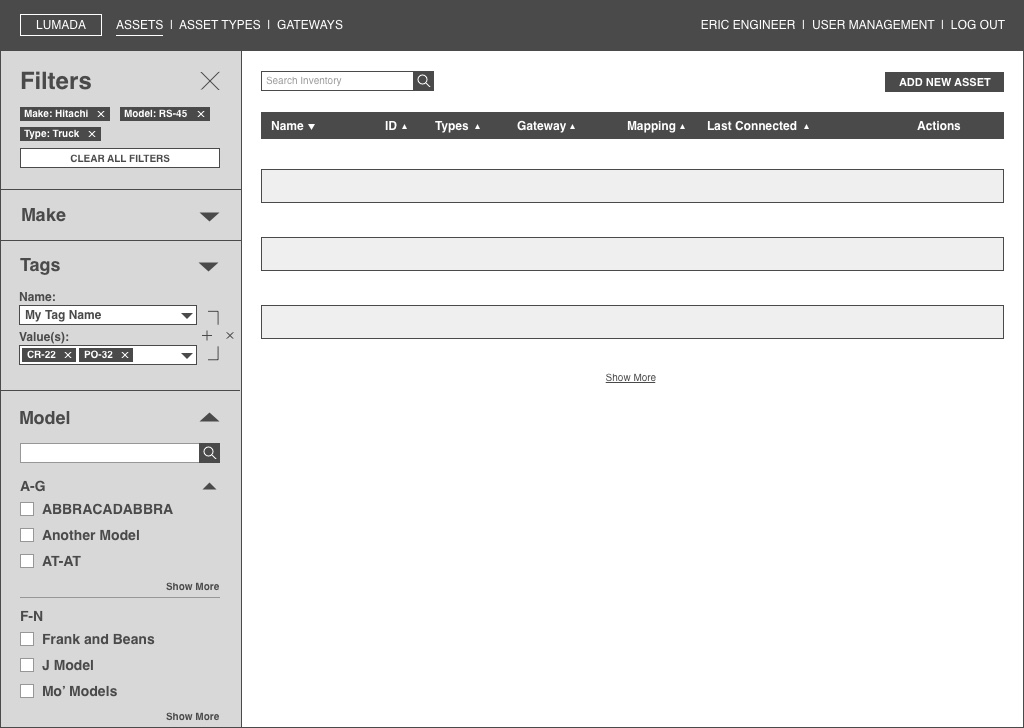 LUMADA ASSETS I ASSET TYPES I GATEWAYS ERIC ENGINEER I USER MANAGEMENT I LOG OUT
Filters
Make: Hitachi × Model: RS-45 ×
Type: Truck ×
CLEAR ALL FILTERS
Make
Tags
Name:
My Tag Name
Value(s):
CR-22 × PO-32 ×
Model
A-G
ABBRACADABBRA
Another Model
AT-AT
Show More
F-N
Frank and Beans
J Model
Mo’ Models
Show More
Search Inventory
ADD NEW ASSET
Name ID Types Gateway Mapping Last Connected Actions
Show More